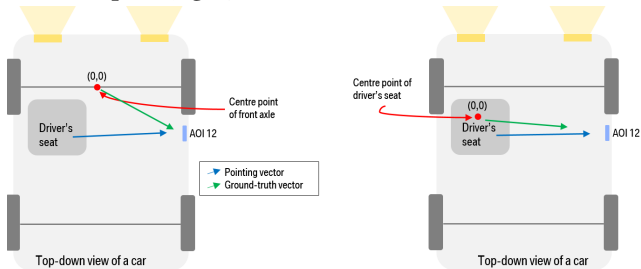 (0,0)
Centre point
of front axle
Driver's
seat
AOI 12
Pointing vector
Ground-truth vector
Top-down view of a car
Centre point of
driver's seat
(0,0)
Driver's
seat
AOI 12
Top-down view of a car